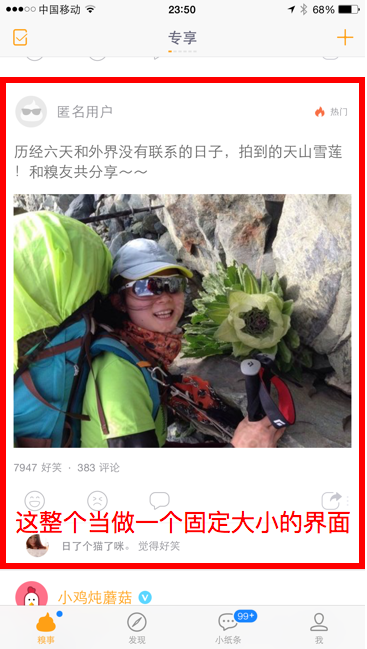 中国移动
23:50
68%
专享
匿名用户
热门
历经六天和外界没有联系的日子，拍到的天山雪莲
！和糗友共分享～～
7947 好笑 · 383 评论
这整个当做一个固定大小的界面
日了个猫了咪。 觉得好笑
小鸡炖蘑菇
99+
糗事
发现
小纸条
我